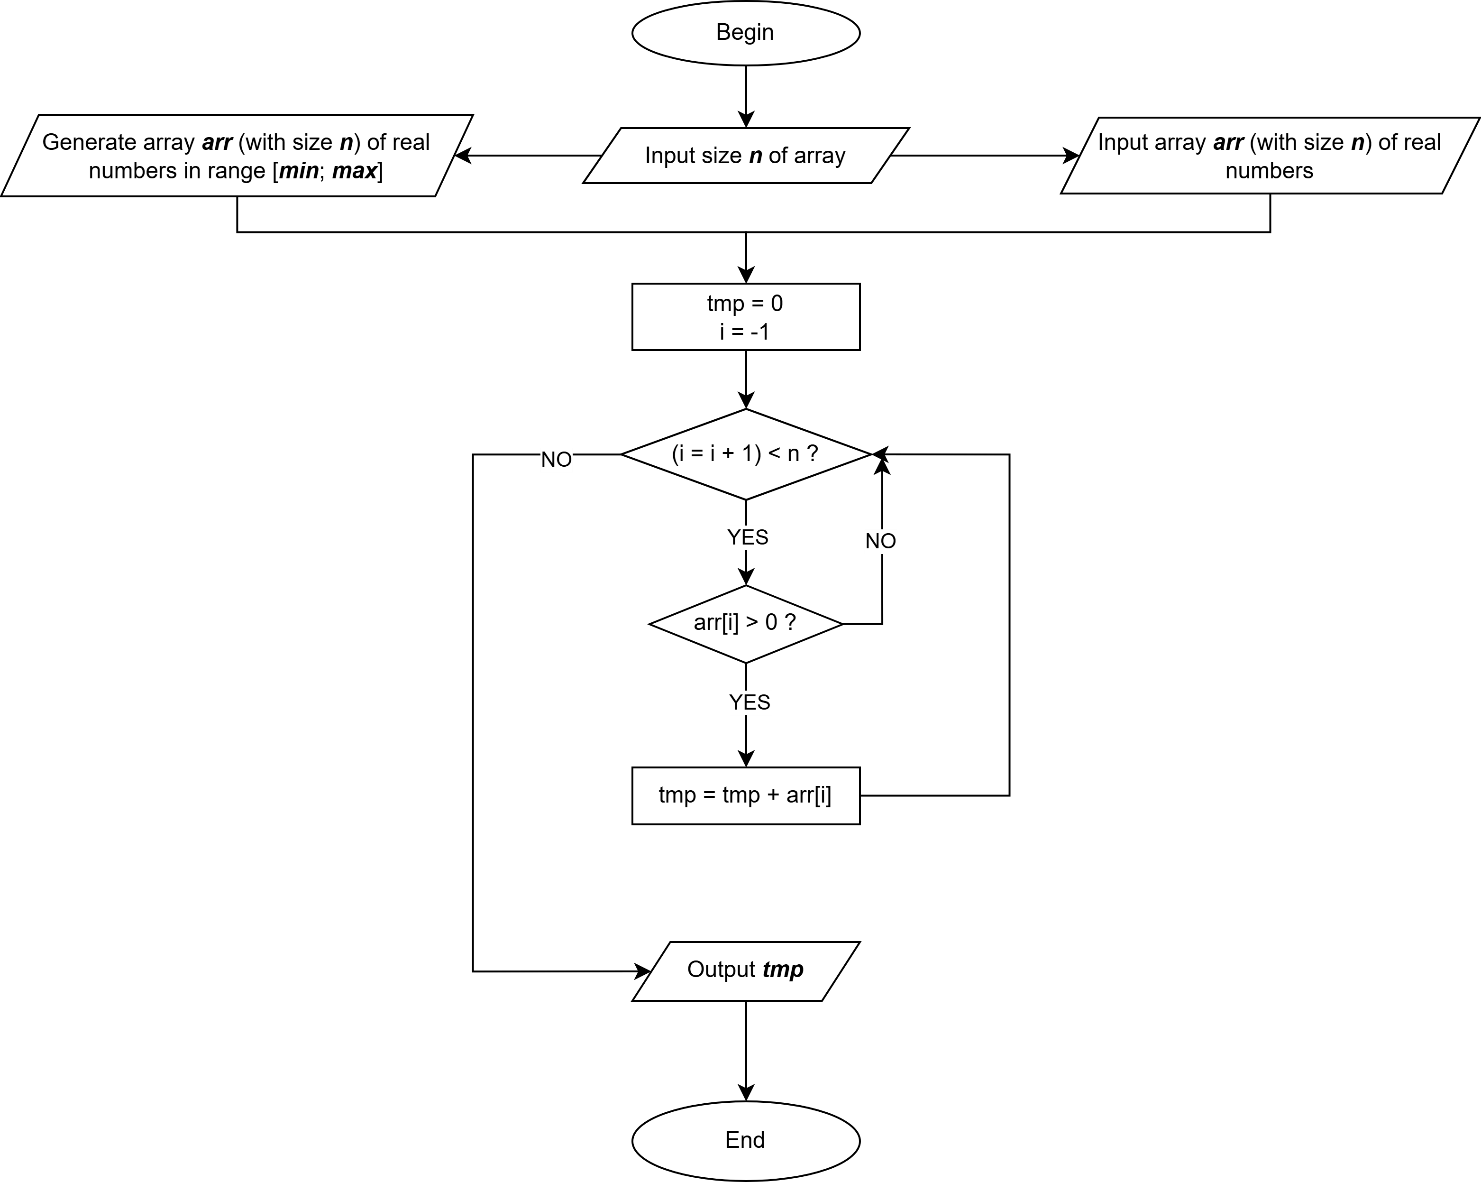 Begin
Generate array arr (with size n) of real
numbers in range [min; max]
Input size n of array
Input array arr (with size n) of real
numbers
tmp = 0
i = -1
(i = i + 1) < n ?
NO
YES
NO
arr[i] > 0 ?
YES
tmp = tmp + arr[i]
Output tmp
End